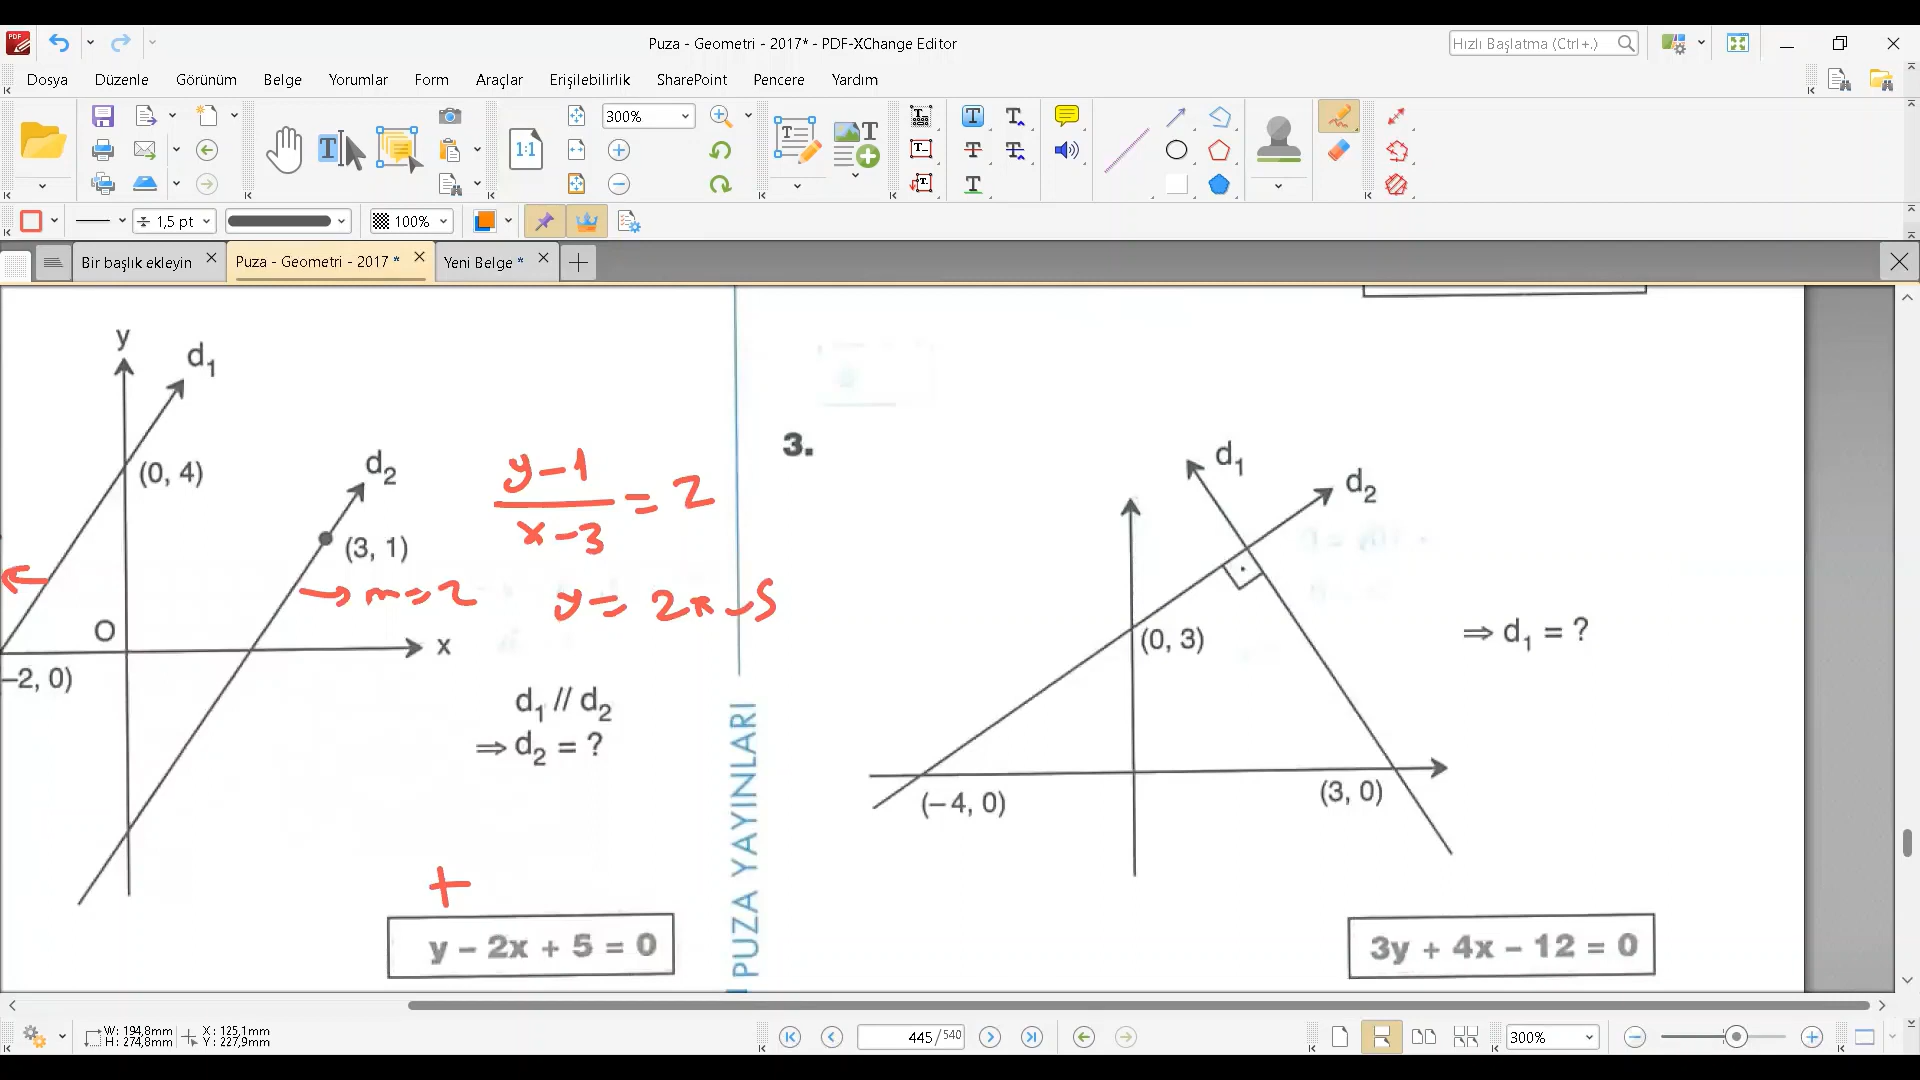 Puza - Geometri - 2017* - PDF-XChange Editor
Hızlı Başlatma (Ctrl+.)
Dosya Düzenle Görünüm Belge Yorumlar Form Araçlar Erişilebilirlik SharePoint Pencere Yardım
300%
1:1
1,5 pt
100%
Bir başlık ekleyin
Puza - Geometri - 2017 *
Yeni Belge *
y
d1
(0, 4)
d2
(3, 1)
m=2
O
x
–2, 0)
y-1
x-3
= 2
y = 2x-5
d1 // d2
⇒ d2 = ?
+
y – 2x + 5 = 0
PUZA YAYINLARI
3.
d1
d2
(0, 3)
⇒ d1 = ?
(–4, 0)
(3, 0)
3y + 4x – 12 = 0
W: 194,8mm
H: 274,8mm
X: 125,1mm
Y: 227,9mm
445/540
300%